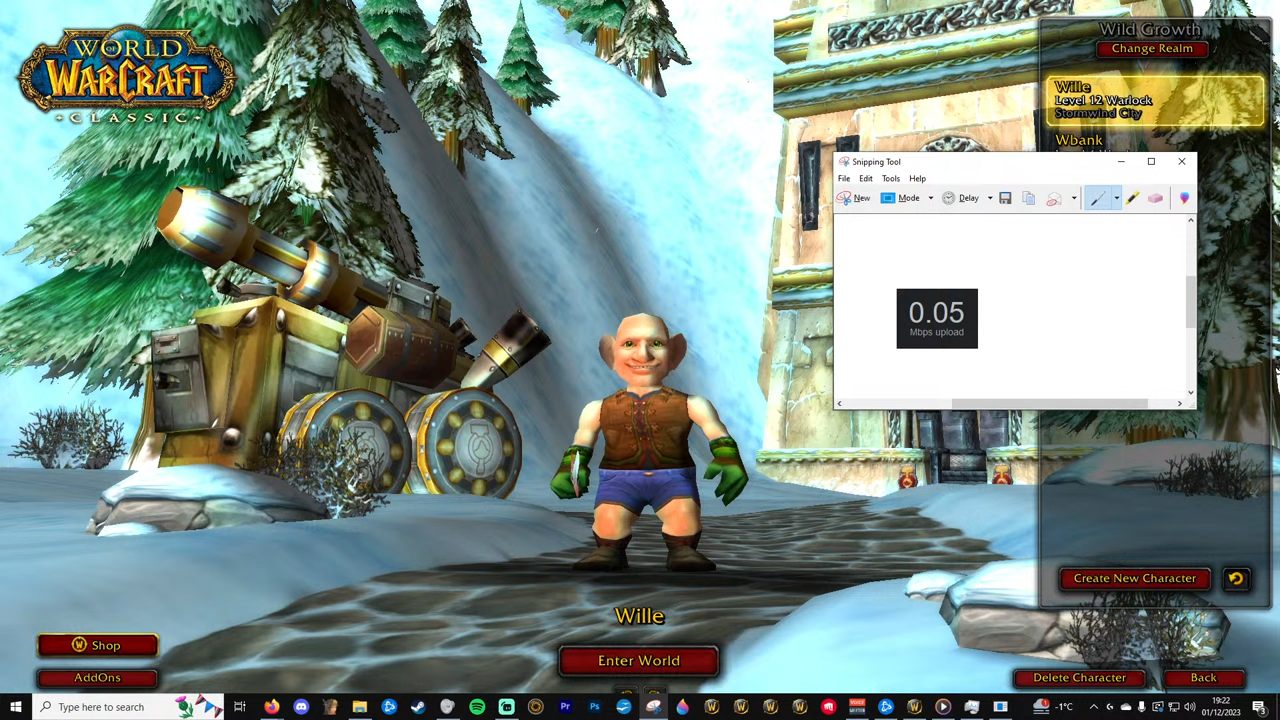 WORLD
WARCRAFT
CLASSIC
Wild Growth
Change Realm
Wille
Level 12 Warlock
Stormwind City
Wbank
Snipping Tool
File Edit Tools Help
New Mode Delay
0.05
Mbps upload
Create New Character
Wille
Shop
Enter World
AddOns
Delete Character
Back
Type here to search
-1°C
19:22
01/12/2023